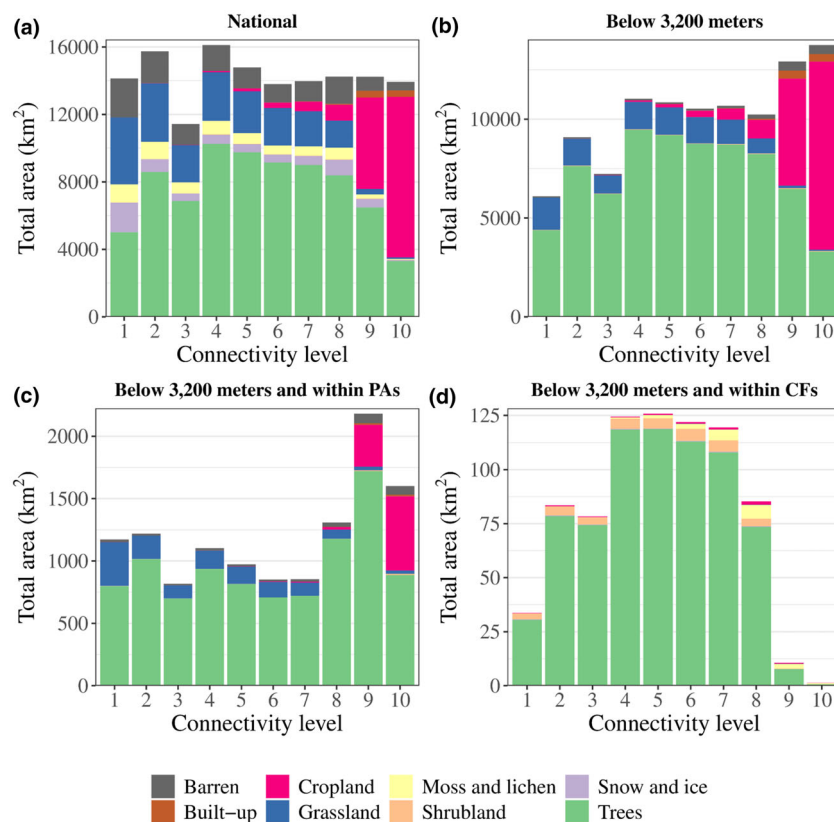 (a) National
16000
12000
8000
4000
0
Total area (km²)
1 2 3 4 5 6 7 8 9 10
Connectivity level
(b) Below 3,200 meters
10000
5000
0
Total area (km²)
1 2 3 4 5 6 7 8 9 10
Connectivity level
(c) Below 3,200 meters and within PAs
2000
1500
1000
500
0
Total area (km²)
1 2 3 4 5 6 7 8 9 10
Connectivity level
Below 3,200 meters and within CFs
(d)
125
100
75
50
25
0
Total area (km²)
1 2 3 4 5 6 7 8 9 10
Connectivity level
Barren Cropland Moss and lichen Snow and ice
Built−up Grassland Shrubland Trees